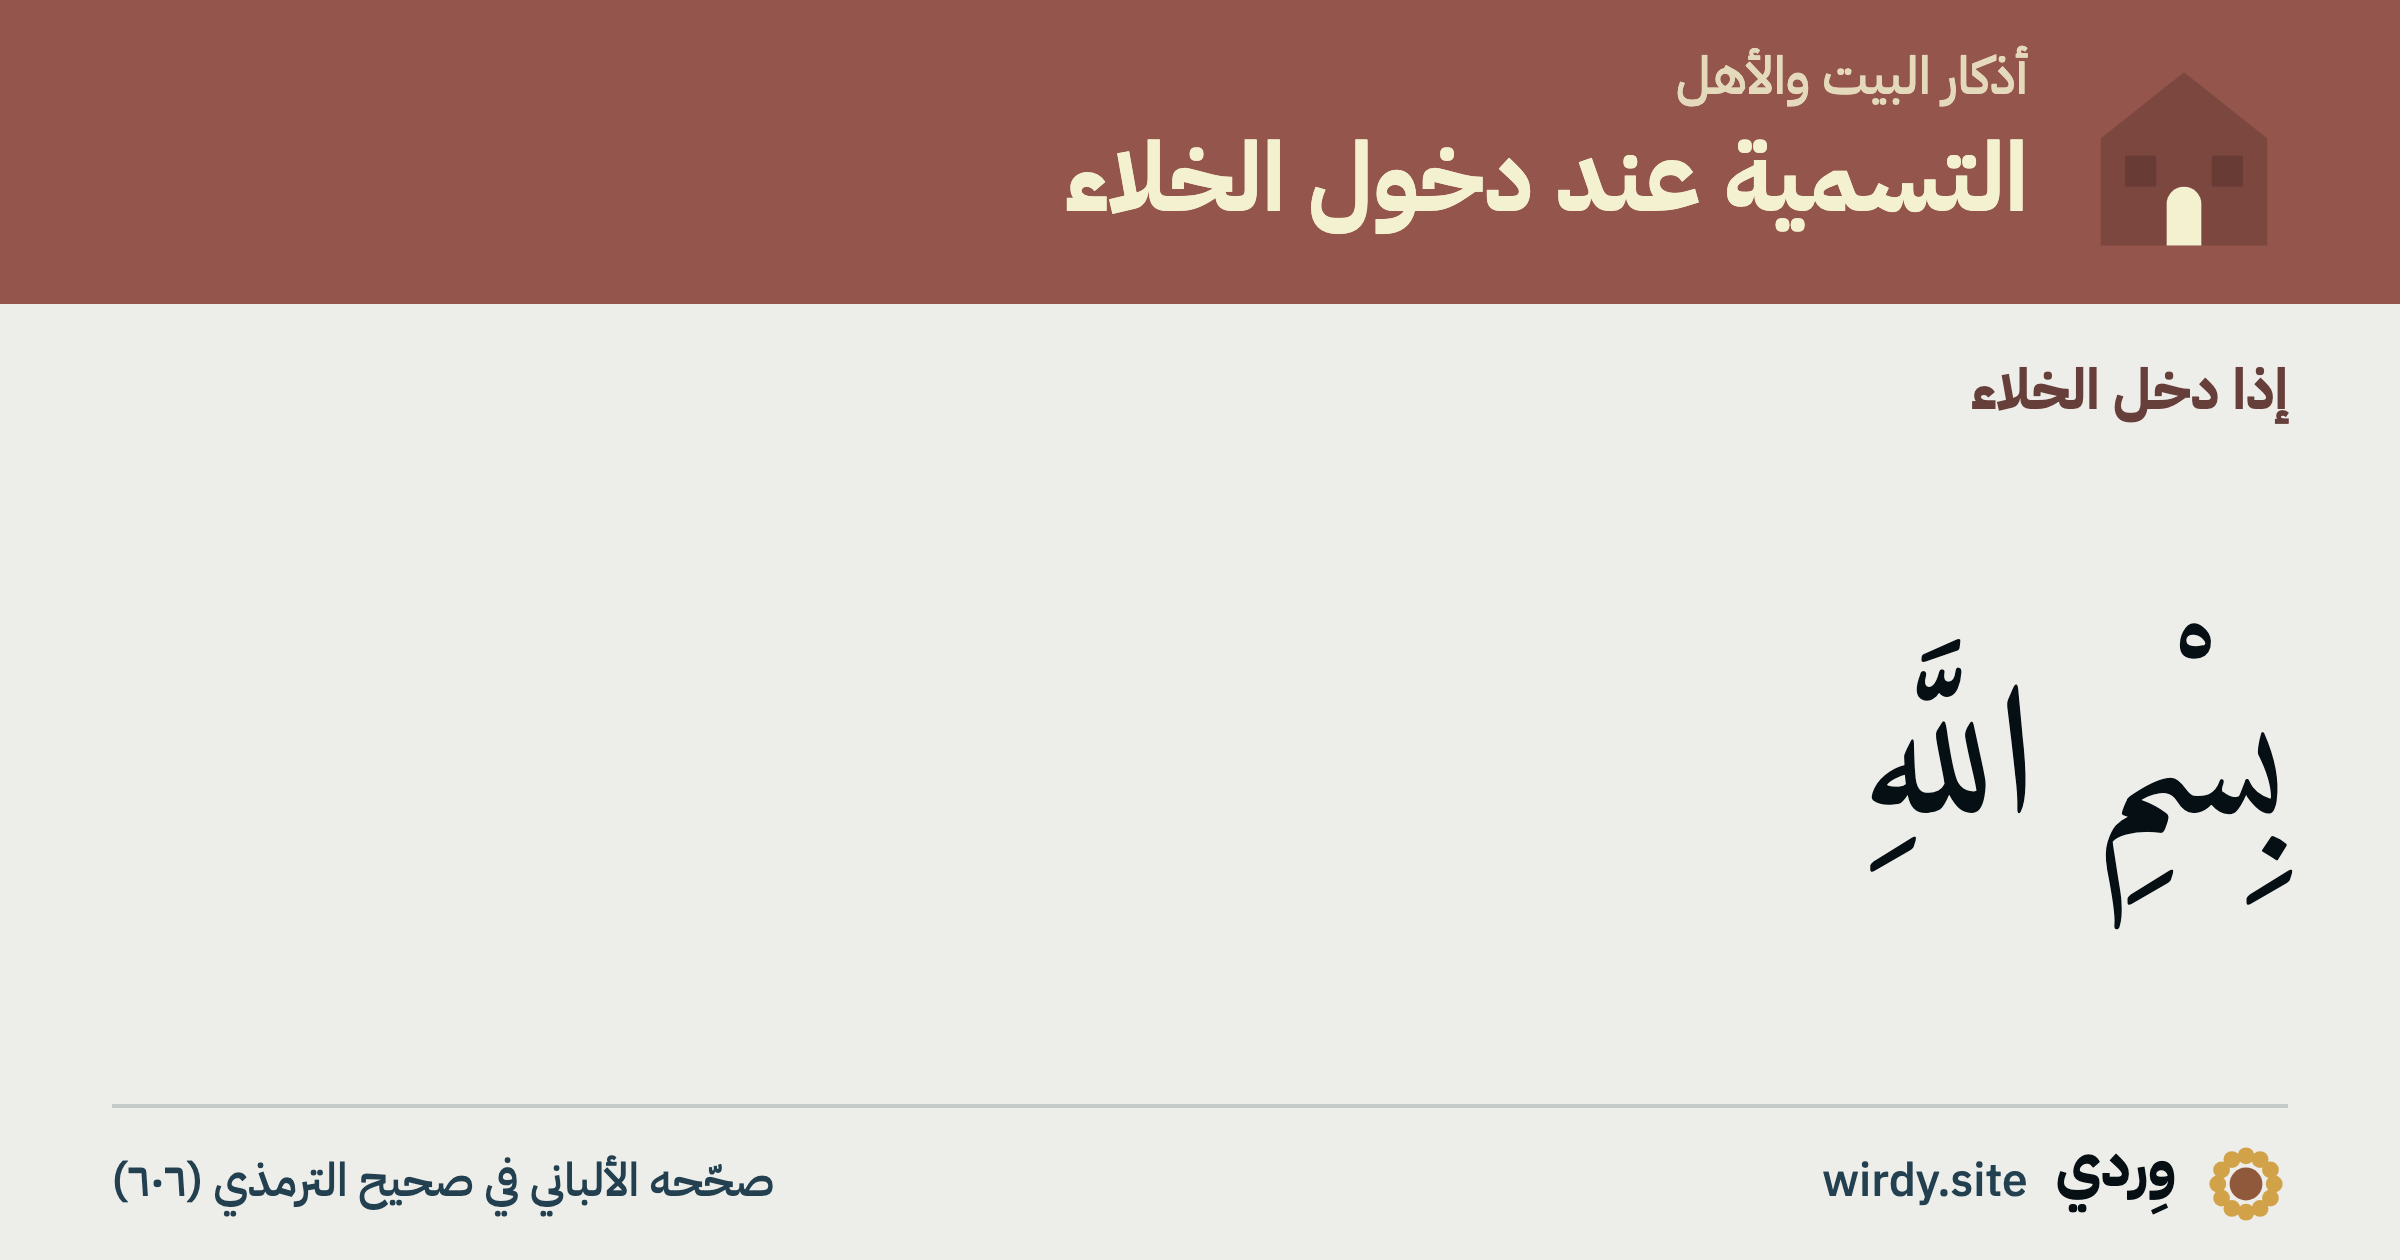 أذكار البيت والأهل
التسمية عند دخول الخلاء
إذا دخل الخلاء
بِسْمِ اللَّهِ
وِردي wirdy.site
صحّحه الألباني في صحيح الترمذي (٦٠٦)